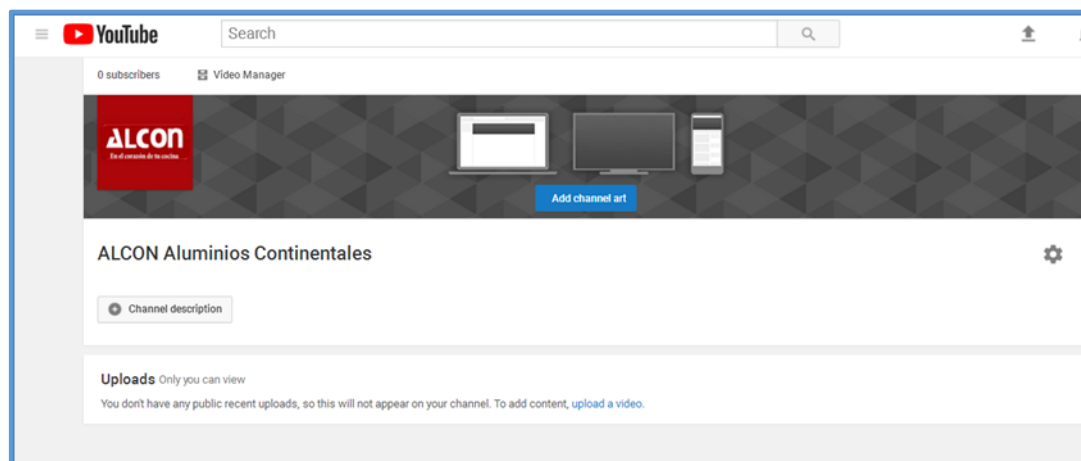 YouTube
Search
0 subscribers
Video Manager
ALCON
En el corazón de tu cocina
Add channel art
ALCON Aluminios Continentales
Channel description
Uploads Only you can view
You don't have any public recent uploads, so this will not appear on your channel. To add content, upload a video.